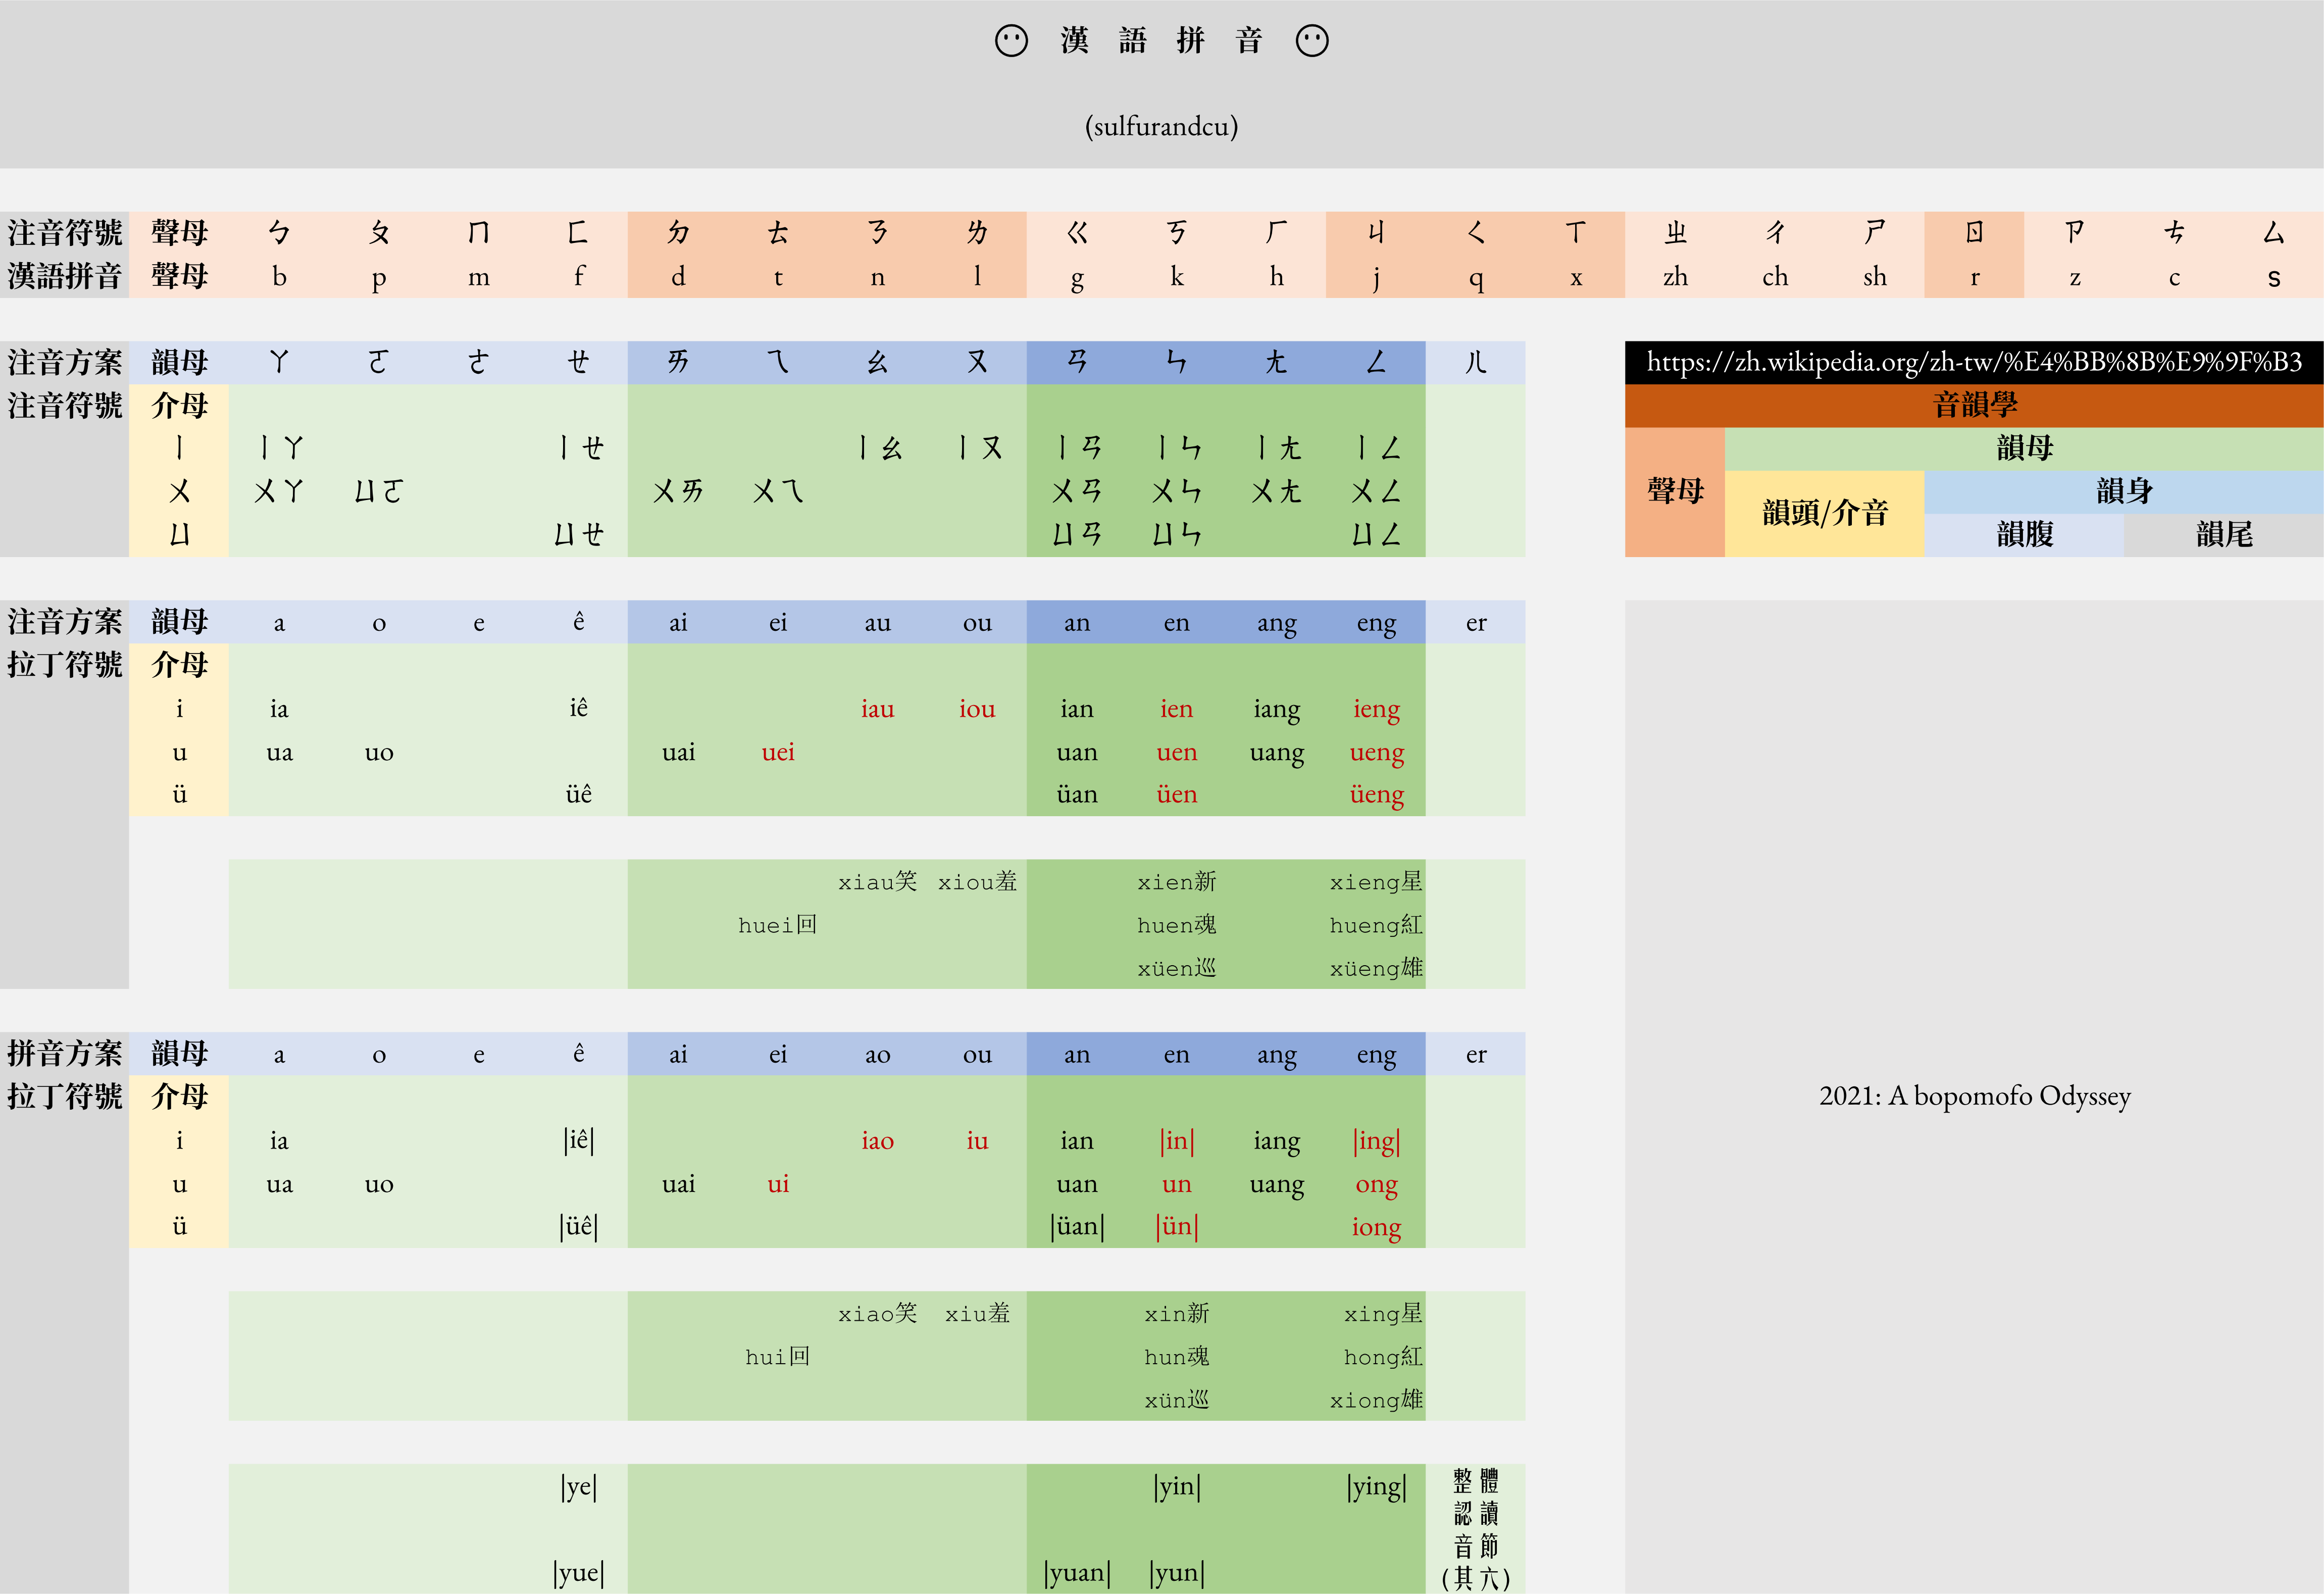 漢 語 拼 音
(sulfurandcu)
注音符號 聲母 ㄅ ㄆ ㄇ ㄈ ㄉ ㄊ ㄋ ㄌ ㄍ ㄎ ㄏ ㄐ ㄑ ㄒ ㄓ ㄔ ㄕ ㄖ ㄗ ㄘ ㄙ
漢語拼音 聲母 b p m f d t n l g k h j q x zh ch sh r z c s
注音方案 韻母 ㄚ ㄛ ㄜ ㄝ ㄞ ㄟ ㄠ ㄡ ㄢ ㄣ ㄤ ㄥ ㄦ
注音符號 介母
ㄧ ㄧㄚ ㄧㄝ ㄧㄠ ㄧㄡ ㄧㄢ ㄧㄣ ㄧㄤ ㄧㄥ
ㄨ ㄨㄚ ㄩㄛ ㄨㄞ ㄨㄟ ㄨㄢ ㄨㄣ ㄨㄤ ㄨㄥ
ㄩ ㄩㄝ ㄩㄢ ㄩㄣ ㄩㄥ
https://zh.wikipedia.org/zh-tw/%E4%BB%8B%E9%9F%B3
音韻學
聲母 韻母
韻頭/介音 韻身
韻腹 韻尾
注音方案 韻母 a o e ê ai ei au ou an en ang eng er
拉丁符號 介母
i ia iê iau iou ian ien iang ieng
u ua uo uai uei uan uen uang ueng
ü üê üan üen üeng
xiau笑 xiou羞 xien新 xieng星
huei回 huen魂 hueng紅
xüen巡 xüeng雄
拼音方案 韻母 a o e ê ai ei ao ou an en ang eng er
拉丁符號 介母
i ia |iê| iao iu ian |in| iang |ing|
u ua uo uai ui uan un uang ong
ü |üê| |üan| |ün| iong
xiao笑 xiu羞 xin新 xing星
hui回 hun魂 hong紅
xün巡 xiong雄
|ye| |yin| |ying|
|yue| |yuan| |yun|
整體
認讀
音節
(其六)
2021: A bopomofo Odyssey